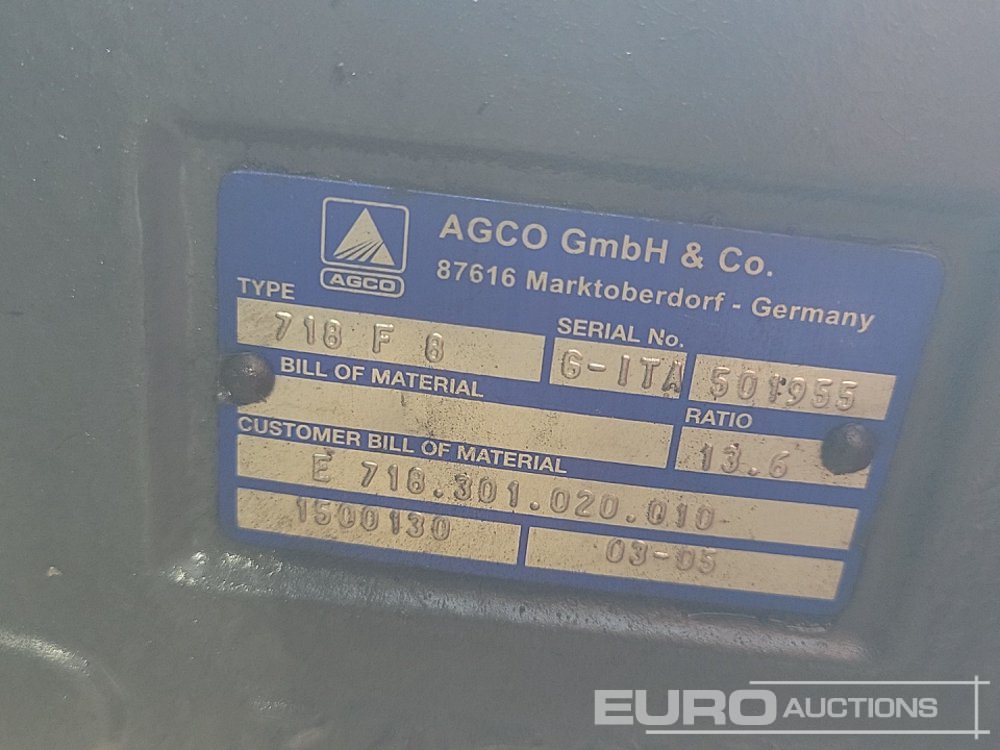 AGCO
AGCO GmbH & Co.
87616 Marktoberdorf - Germany
TYPE
718 F 8
SERIAL No.
G-ITA 501955
BILL OF MATERIAL
RATIO
13.6
CUSTOMER BILL OF MATERIAL
E 718.301.020.010
1500130
03-05
EURO AUCTIONS